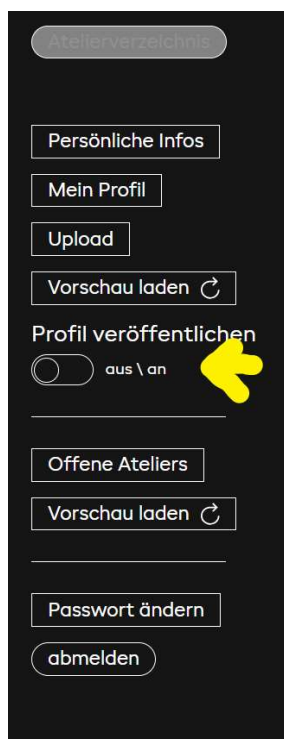 Atelierverzeichnis
Persönliche Infos
Mein Profil
Upload
Vorschau laden
Profil veröffentlichen
aus \ an
Offene Ateliers
Vorschau laden
Passwort ändern
abmelden